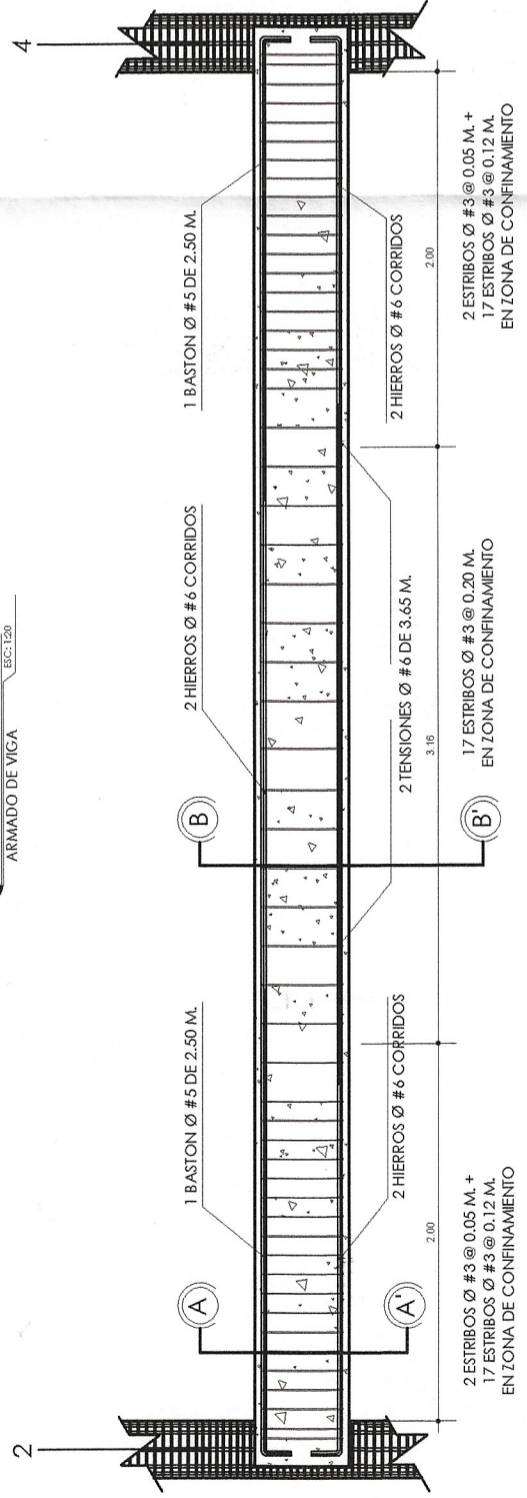 ARMADO DE VIGA
ESC: 1:20
2
4
1 BASTON Ø #5 DE 2.50 M.
2 HIERROS Ø #6 CORRIDOS
1 BASTON Ø #5 DE 2.50 M.
A
B
A'
B'
2 HIERROS Ø #6 CORRIDOS
2 TENSIONES Ø #6 DE 3.65 M.
2 HIERROS Ø #6 CORRIDOS
2.00
3.16
2.00
2 ESTRIBOS Ø #3 @ 0.05 M. +
17 ESTRIBOS Ø #3 @ 0.12 M.
EN ZONA DE CONFINAMIENTO
17 ESTRIBOS Ø #3 @ 0.20 M.
EN ZONA DE CONFINAMIENTO
2 ESTRIBOS Ø #3 @ 0.05 M. +
17 ESTRIBOS Ø #3 @ 0.12 M.
EN ZONA DE CONFINAMIENTO